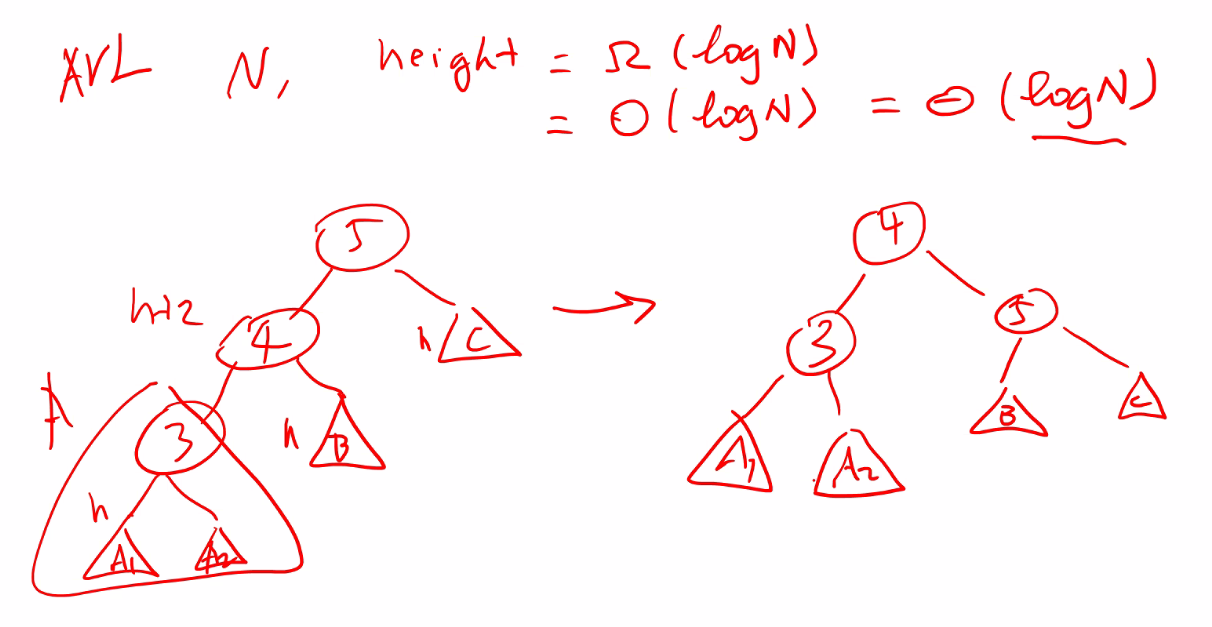 AVL N, height = Ω (log N)
= O (log N) = Θ (log N)
5
4
h+2
4
h C
3
5
A
3
h B
B
C
h
A1 A2
A1 A2